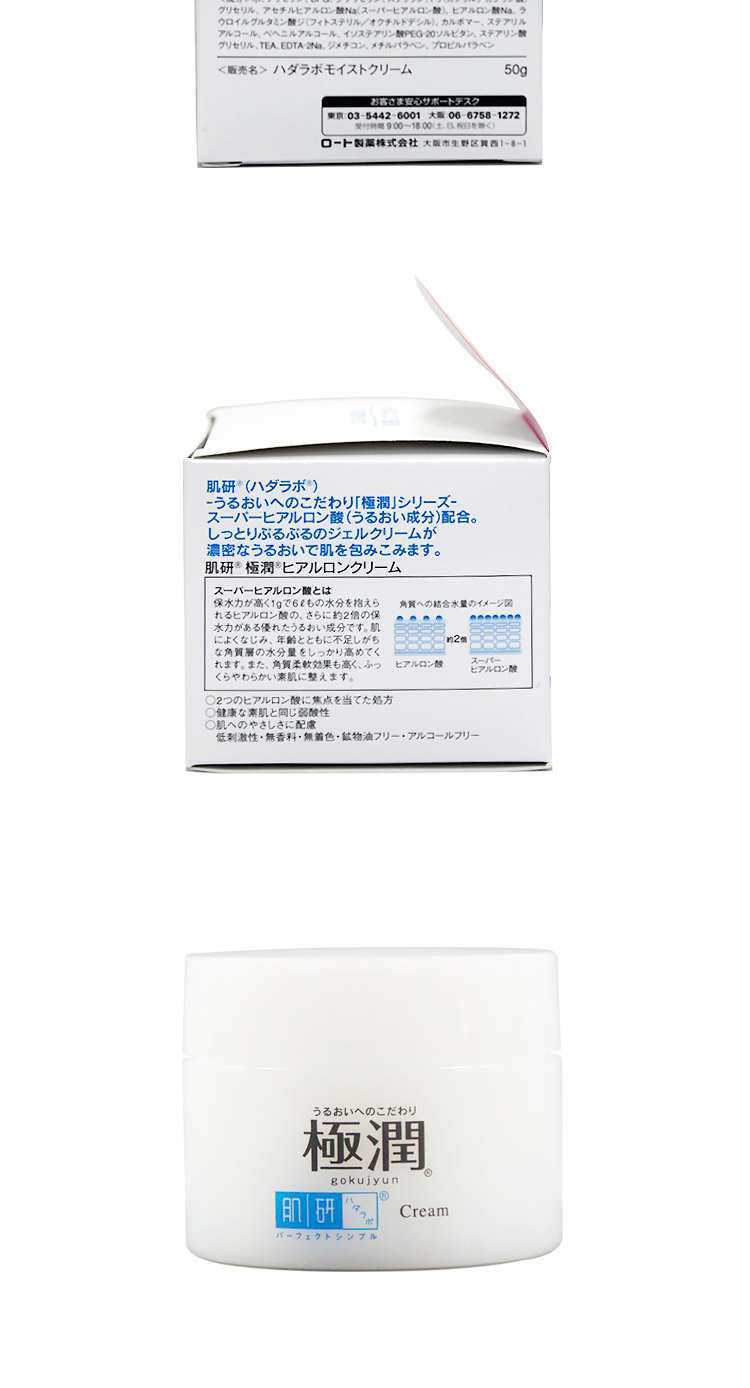 グリセリル、アセチルヒアルロン酸Na(スーパーヒアルロン酸)、ヒアルロン酸Na、ラ
ウロイルグルタミン酸ジ(フィトステリル/オクチルドデシル)、カルボマー、ステアリル
アルコール、ベヘニルアルコール、イソステアリン酸PEG-20ソルビタン、ステアリン酸
グリセリル、TEA、EDTA-2Na、ジメチコン、メチルパラベン、プロピルパラベン
<販売名> ハダラボモイストクリーム 50g
お客さま安心サポートデスク
東京:03-5442-6001 大阪:06-6758-1272
受付時間 9:00〜18:00(土、日、祝日を除く)
ロート製薬株式会社 大阪市生野区巽西1-8-1
肌研®(ハダラボ®)
-うるおいへのこだわり「極潤」シリーズ-
スーパーヒアルロン酸(うるおい成分)配合。
しっとりぷるぷるのジェルクリームが
濃密なうるおいで肌を包みこみます。
肌研® 極潤®ヒアルロンクリーム
スーパーヒアルロン酸とは
保水力が高く1gで6ℓもの水分を抱えら
れるヒアルロン酸の、さらに約2倍の保
水力がある優れたうるおい成分です。肌
によくなじみ、年齢とともに不足しがち
な角質層の水分量をしっかり高めてく
れます。また、角質柔軟効果も高く、ふっ
くらやわらかい素肌に整えます。
角質への結合水量のイメージ図
約2倍
ヒアルロン酸
スーパー
ヒアルロン酸
○2つのヒアルロン酸に焦点を当てた処方
○健康な素肌と同じ弱酸性
○肌へのやさしさに配慮
低刺激性・無香料・無着色・鉱物油フリー・アルコールフリー
うるおいへのこだわり
極潤®
gokujyun
肌研 ハダラボ® Cream
パーフェクトシンプル